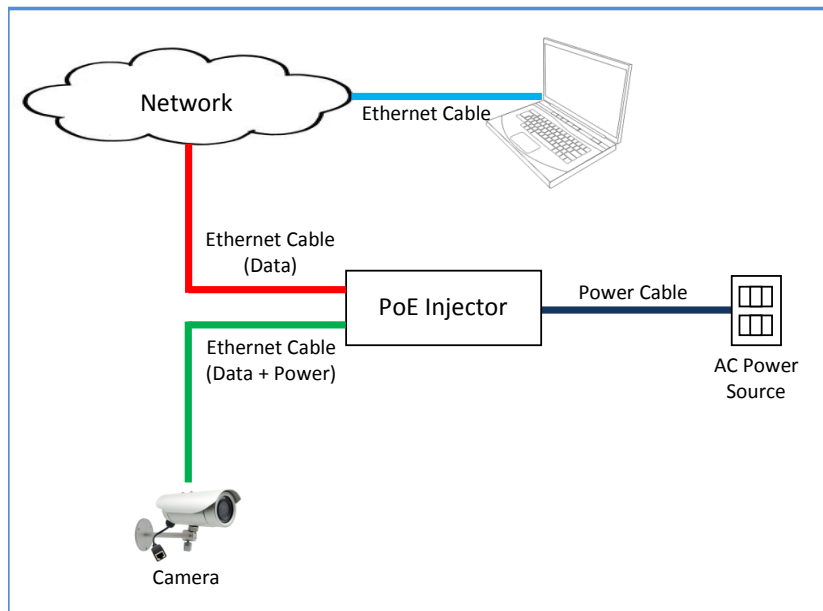 Network
Ethernet Cable
Ethernet Cable
(Data)
PoE Injector
Power Cable
Ethernet Cable
(Data + Power)
AC Power
Source
Camera